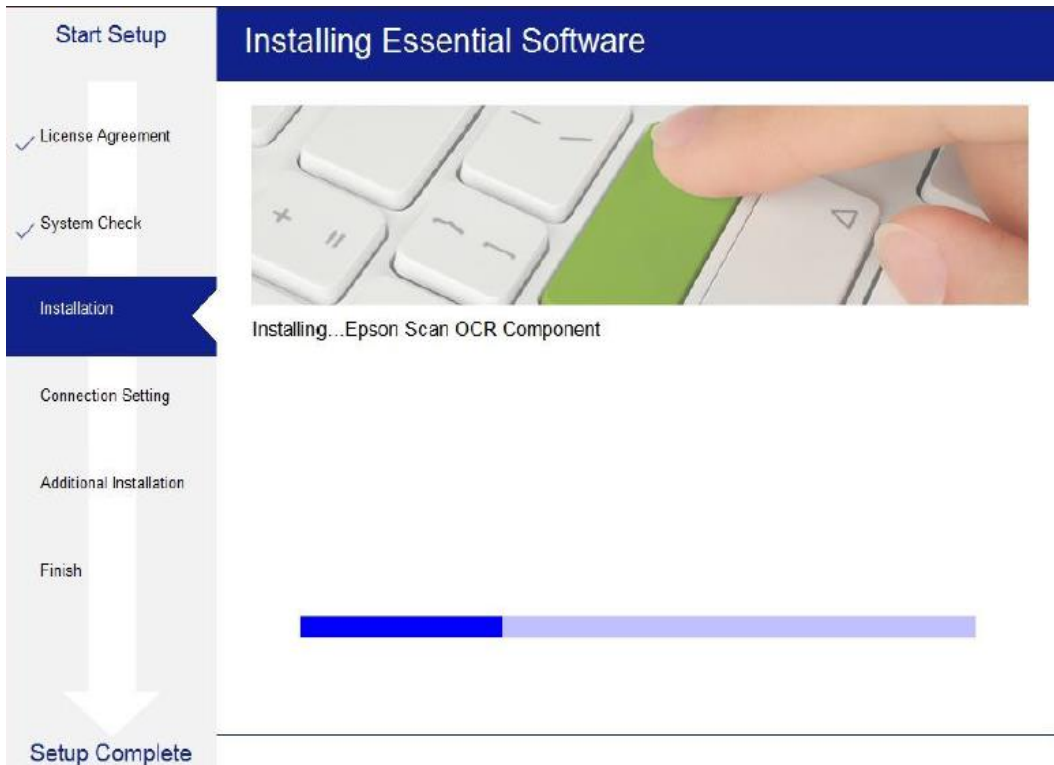 Start Setup
Installing Essential Software
License Agreement
System Check
Installation
Installing...Epson Scan OCR Component
Connection Setting
Additional Installation
Finish
Setup Complete